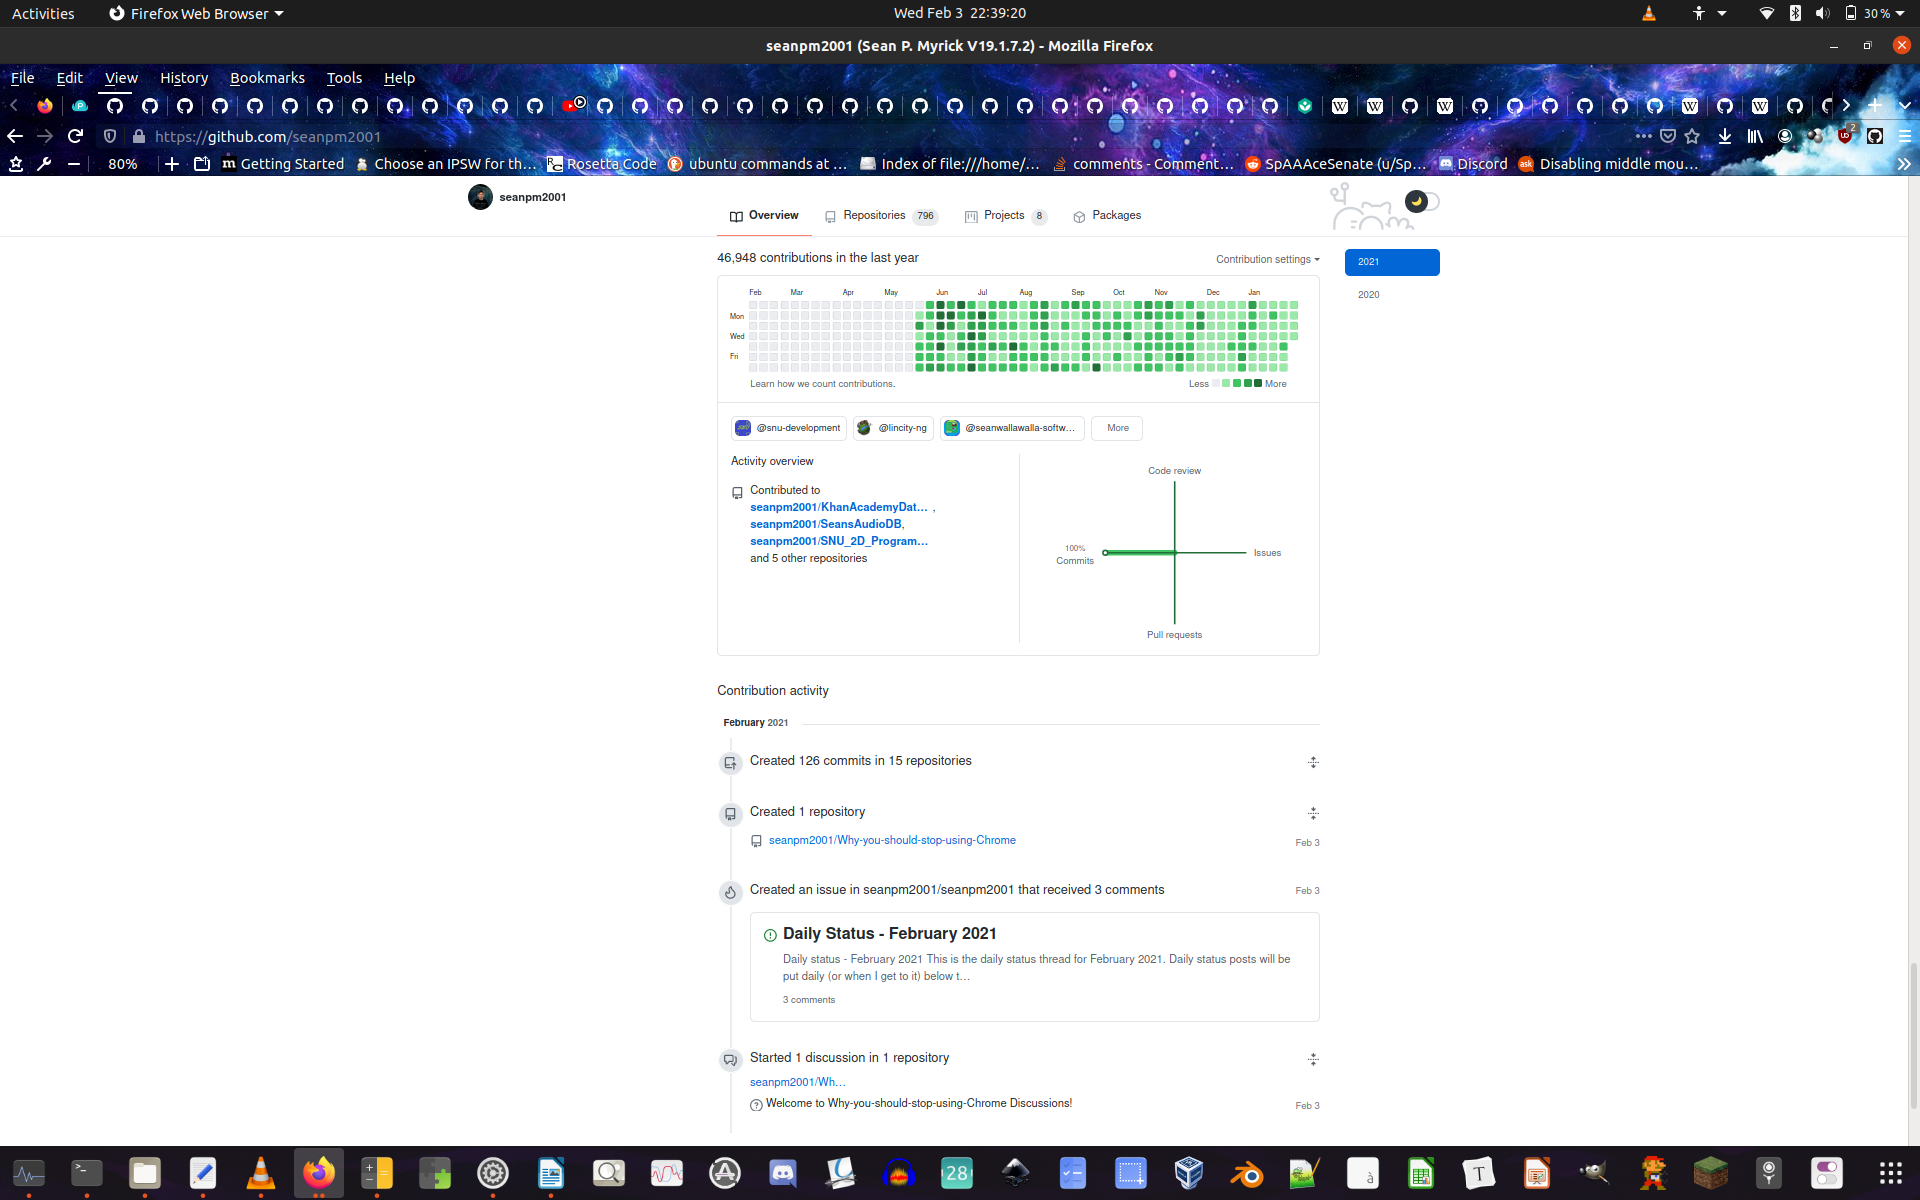 Activities
Firefox Web Browser
Wed Feb 3 22:39:20
30 %
seanpm2001 (Sean P. Myrick V19.1.7.2) - Mozilla Firefox
File Edit View History Bookmarks Tools Help
https://github.com/seanpm2001
2
80%
Getting Started
Choose an IPSW for th…
Rosetta Code
ubuntu commands at …
Index of file:///home/…
comments - Comment…
SpAAAceSenate (u/Sp…
Discord
Disabling middle mou…
seanpm2001
Overview
Repositories 796
Projects 8
Packages
46,948 contributions in the last year
Contribution settings
2021
2020
Feb Mar Apr May Jun Jul Aug Sep Oct Nov Dec Jan
Mon
Wed
Fri
Learn how we count contributions.
Less More
@snu-development
@lincity-ng
@seanwallawalla-softw…
More
Activity overview
Contributed to
seanpm2001/KhanAcademyDat… ,
seanpm2001/SeansAudioDB,
seanpm2001/SNU_2D_Program…
and 5 other repositories
Code review
100%
Commits
Issues
Pull requests
Contribution activity
February 2021
Created 126 commits in 15 repositories
Created 1 repository
seanpm2001/Why-you-should-stop-using-Chrome
Feb 3
Created an issue in seanpm2001/seanpm2001 that received 3 comments
Feb 3
Daily Status - February 2021
Daily status - February 2021 This is the daily status thread for February 2021. Daily status posts will be
put daily (or when I get to it) below t…
3 comments
Started 1 discussion in 1 repository
seanpm2001/Wh…
Welcome to Why-you-should-stop-using-Chrome Discussions!
Feb 3
28